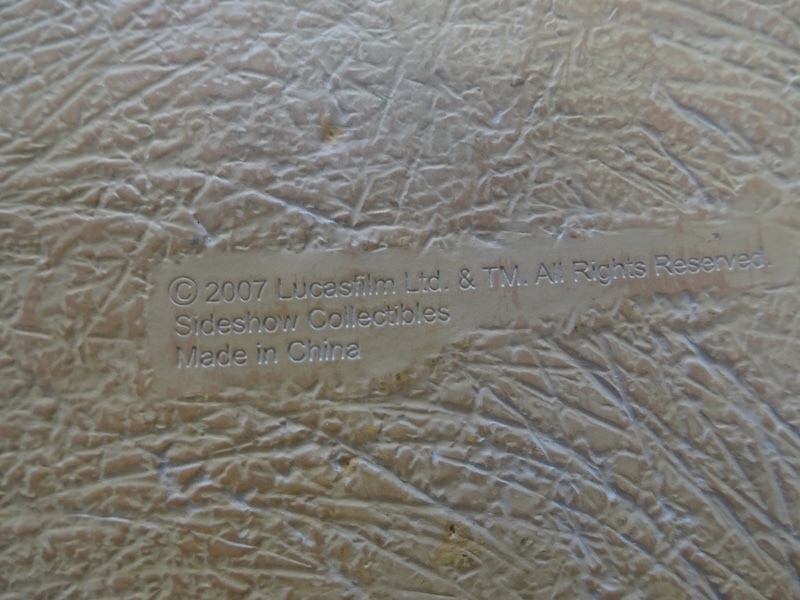 © 2007 Lucasfilm Ltd. & TM. All Rights Reserved.
Sideshow Collectibles
Made in China